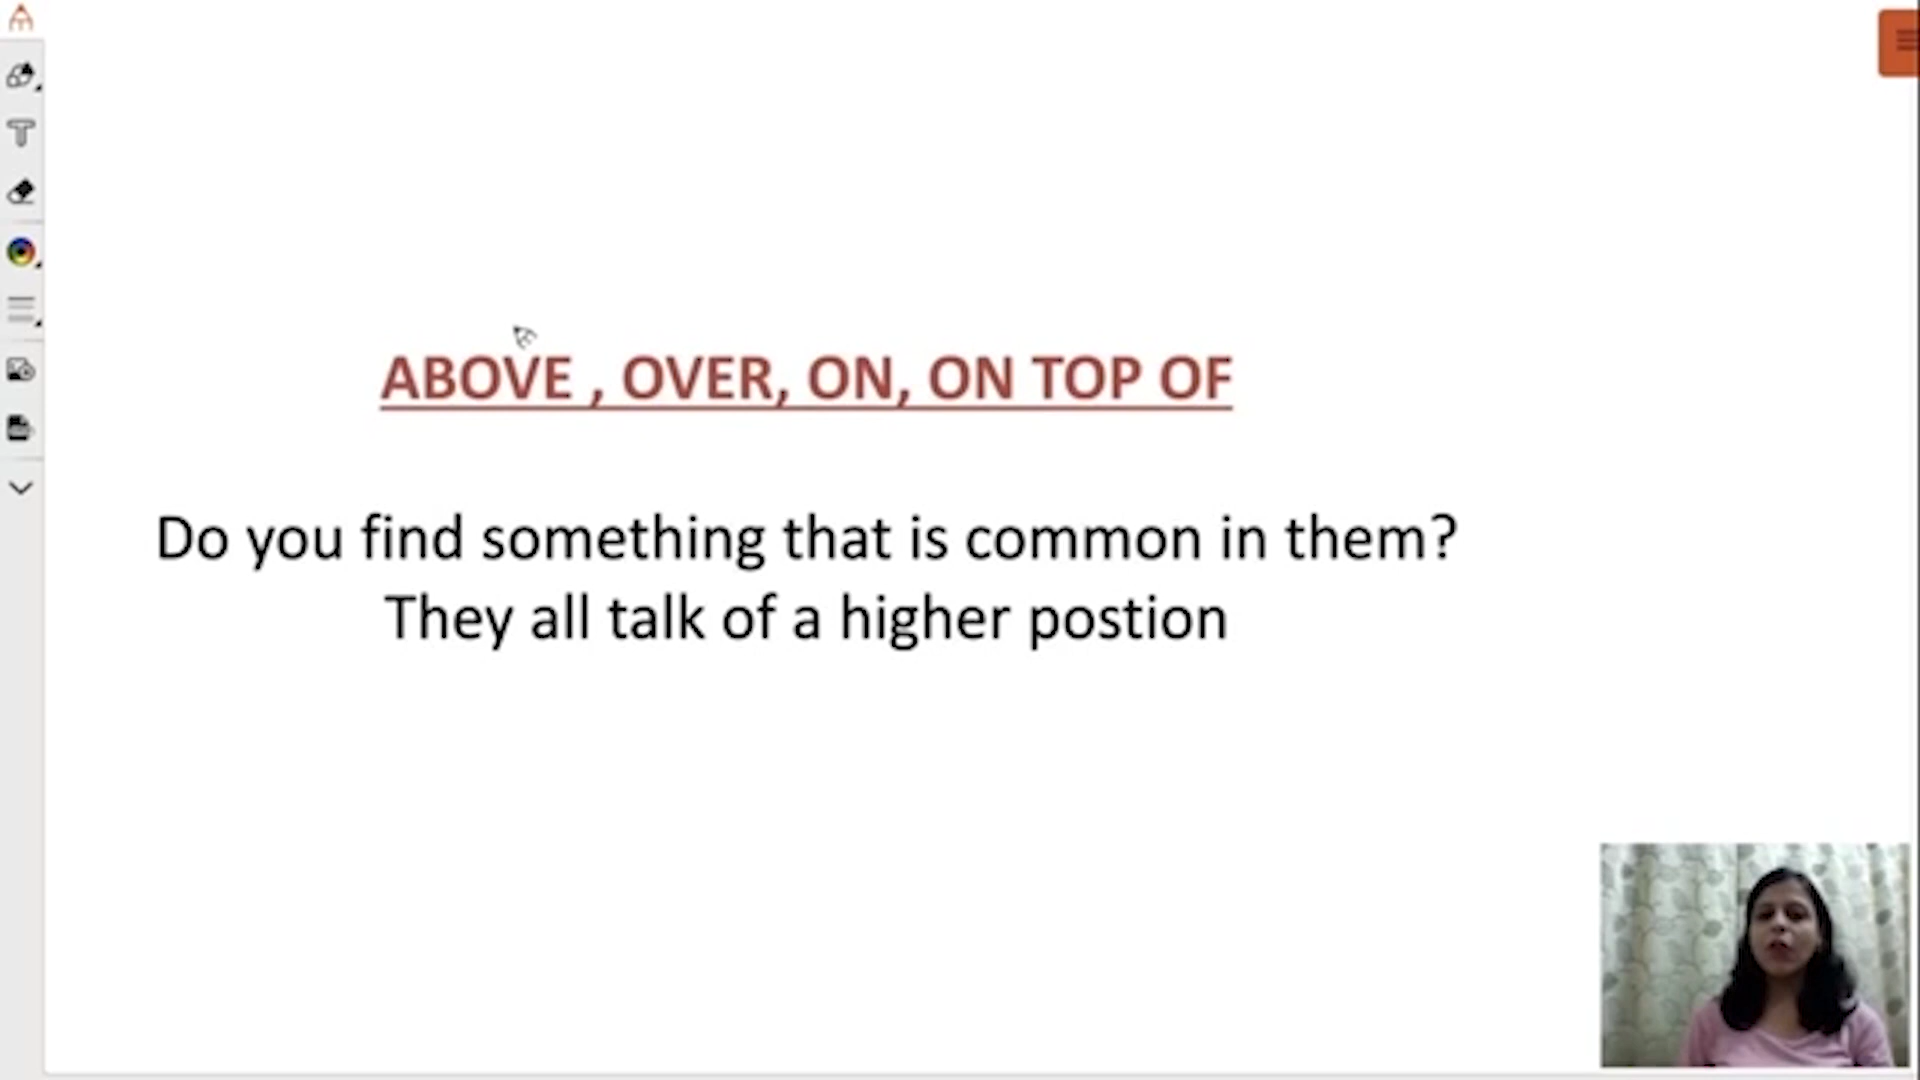 ABOVE , OVER, ON, ON TOP OF
Do you find something that is common in them?
They all talk of a higher postion